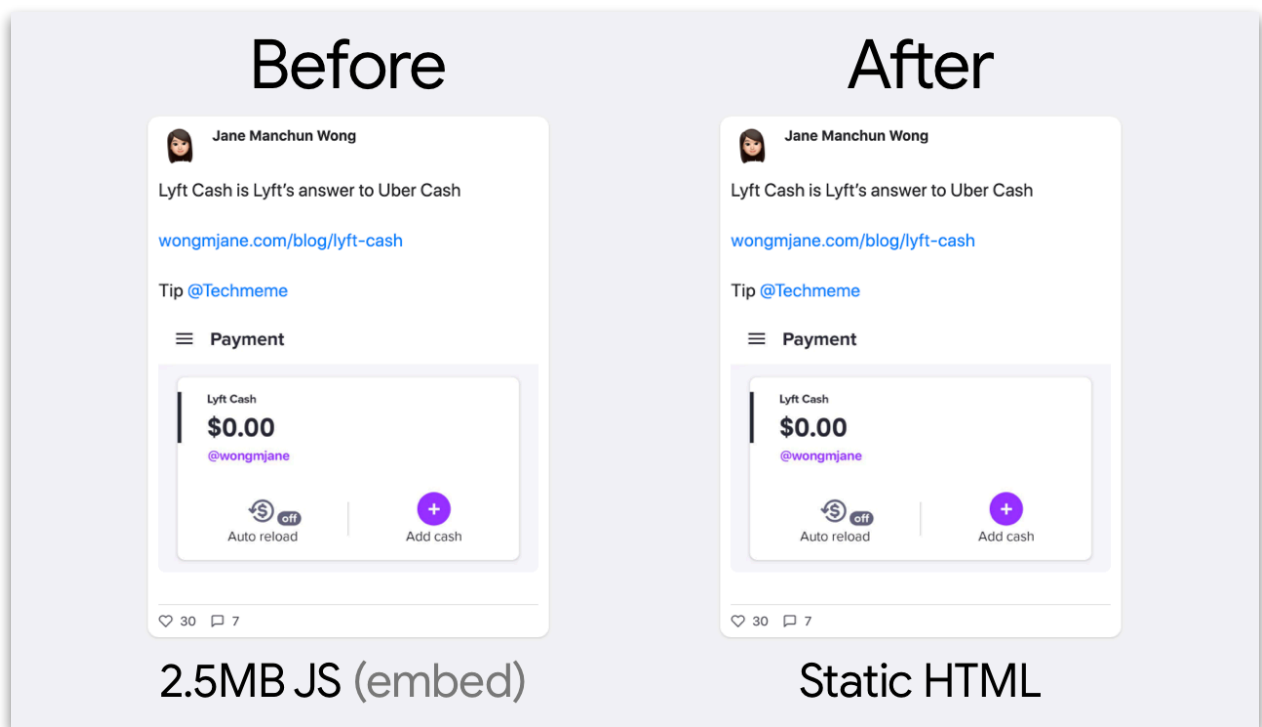 Before
Jane Manchun Wong
Lyft Cash is Lyft’s answer to Uber Cash
wongmjane.com/blog/lyft-cash
Tip @Techmeme
Payment
Lyft Cash
$0.00
@wongmjane
off
Auto reload
Add cash
30 7
2.5MB JS (embed)
After
Jane Manchun Wong
Lyft Cash is Lyft’s answer to Uber Cash
wongmjane.com/blog/lyft-cash
Tip @Techmeme
Payment
Lyft Cash
$0.00
@wongmjane
off
Auto reload
Add cash
30 7
Static HTML